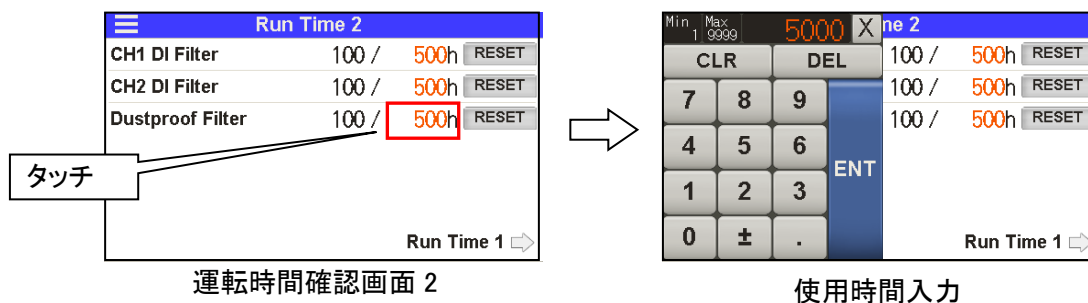 Run Time 2
CH1 DI Filter 100 / 500h RESET
CH2 DI Filter 100 / 500h RESET
Dustproof Filter 100 / 500h RESET
タッチ
Run Time 1
運転時間確認画面 2
Min Max 5000 X me 2
1 9999
CLR DEL 100 / 500h RESET
7 8 9 100 / 500h RESET
100 / 500h RESET
4 5 6
ENT
1 2 3
0 ± .
Run Time 1
使用時間入力